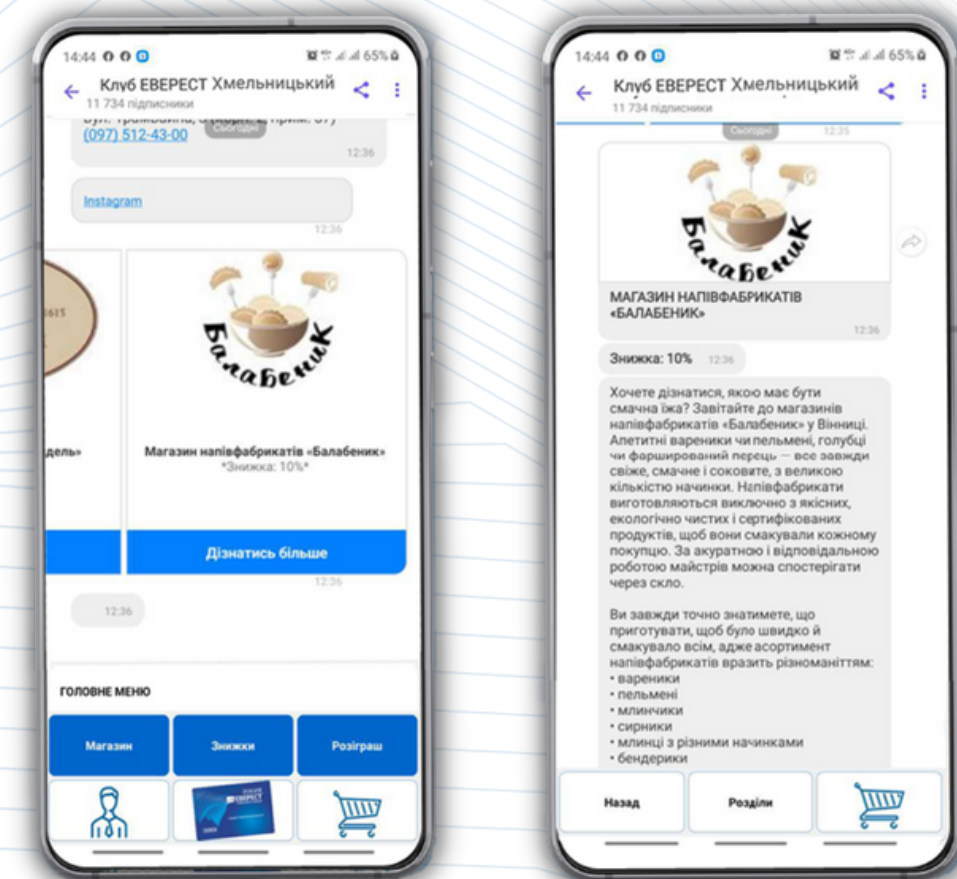 14:44
65%
Клуб ЕВЕРЕСТ Хмельницький
11 734 підписники
(097) 512-43-00
Сьогодні
12:36
Instagram
12:36
1615
дель»
БалаБеник
Магазин напівфабрикатів «Балабеник»
*Знижка: 10%*
Дізнатись більше
12:36
12:36
ГОЛОВНЕ МЕНЮ
Магазин
Знижки
Розіграш
ЕВЕРЕСТ
14:44
65%
Клуб ЕВЕРЕСТ Хмельницький
11 734 підписники
Сьогодні
12:35
БалаБеник
МАГАЗИН НАПІВФАБРИКАТІВ
«БАЛАБЕНИК»
12:36
Знижка: 10% 12:36
Хочете дізнатися, якою має бути
смачна їжа? Завітайте до магазинів
напівфабрикатів «Балабеник» у Вінниці.
Апетитні вареники чи пельмені, голубці
чи фарширований перець — все завжди
свіже, смачне і соковите, з великою
кількістю начинки. Напівфабрикати
виготовляються виключно з якісних,
екологічно чистих і сертифікованих
продуктів, щоб вони смакували кожному
покупцю. За акуратною і відповідальною
роботою майстрів можна спостерігати
через скло.
Ви завжди точно знатимете, що
приготувати, щоб було швидко й
смакувало всім, адже асортимент
напівфабрикатів вразить різноманіттям:
• вареники
• пельмені
• млинчики
• сирники
• млинці з різними начинками
• бендерики
Назад
Розділи